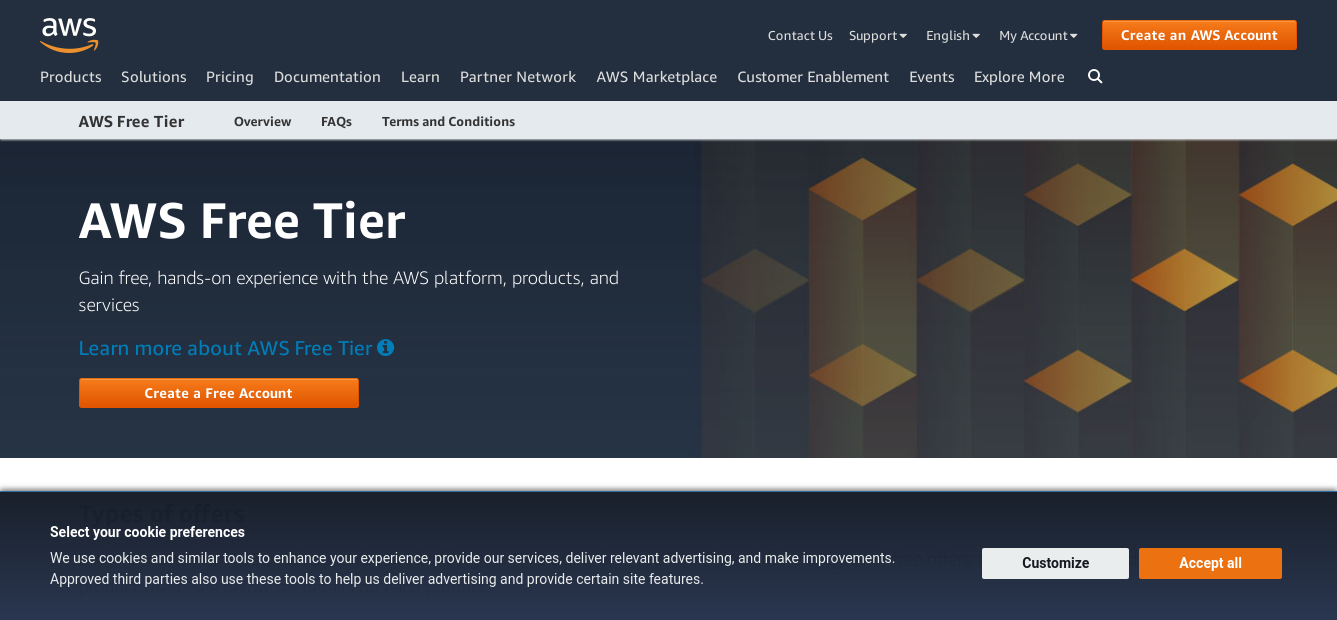 aws
Contact Us Support English My Account Create an AWS Account
Products Solutions Pricing Documentation Learn Partner Network AWS Marketplace Customer Enablement Events Explore More
AWS Free Tier Overview FAQs Terms and Conditions
AWS Free Tier
Gain free, hands-on experience with the AWS platform, products, and
services
Learn more about AWS Free Tier
Create a Free Account
Types of offers
Select your cookie preferences
We use cookies and similar tools to enhance your experience, provide our services, deliver relevant advertising, and make improvements.
Approved third parties also use these tools to help us deliver advertising and provide certain site features.
Customize Accept all